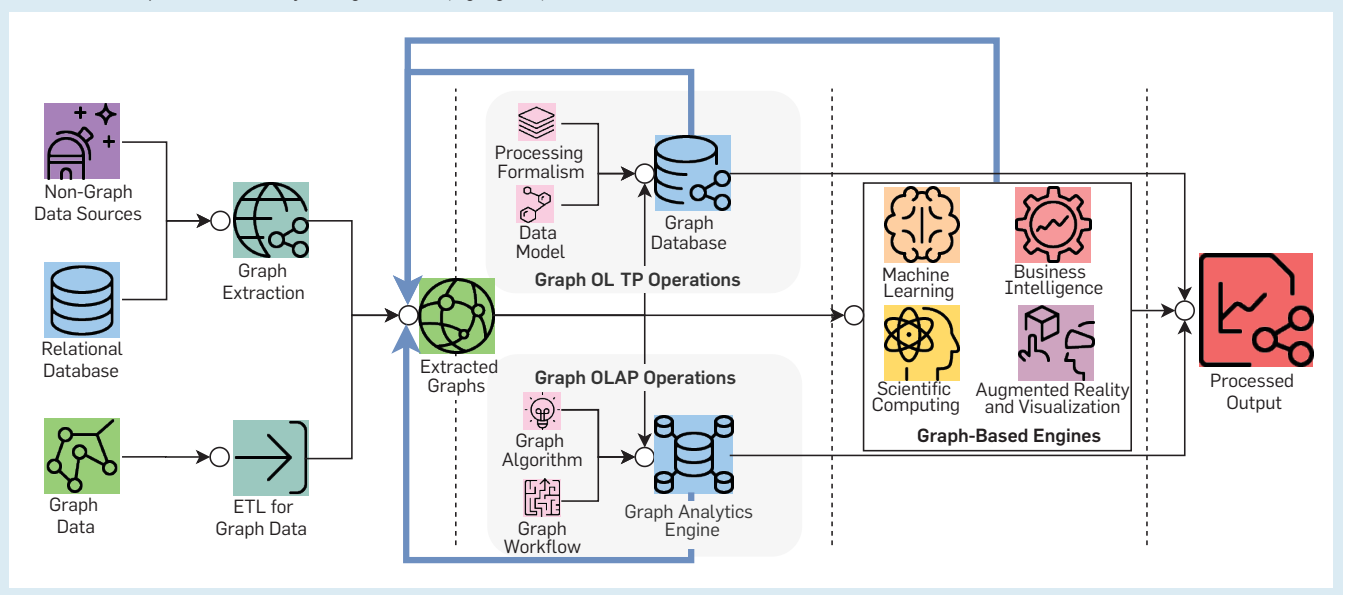 Non-Graph
Data Sources
Relational
Database
Graph
Data
Graph
Extraction
ETL for
Graph Data
Extracted
Graphs
Processing
Formalism
Data
Model
Graph
Database
Graph OL TP Operations
Graph OLAP Operations
Graph
Algorithm
Graph
Workflow
Graph Analytics
Engine
Machine
Learning
Business
Intelligence
Scientific
Computing
Augmented Reality
and Visualization
Graph-Based Engines
Processed
Output